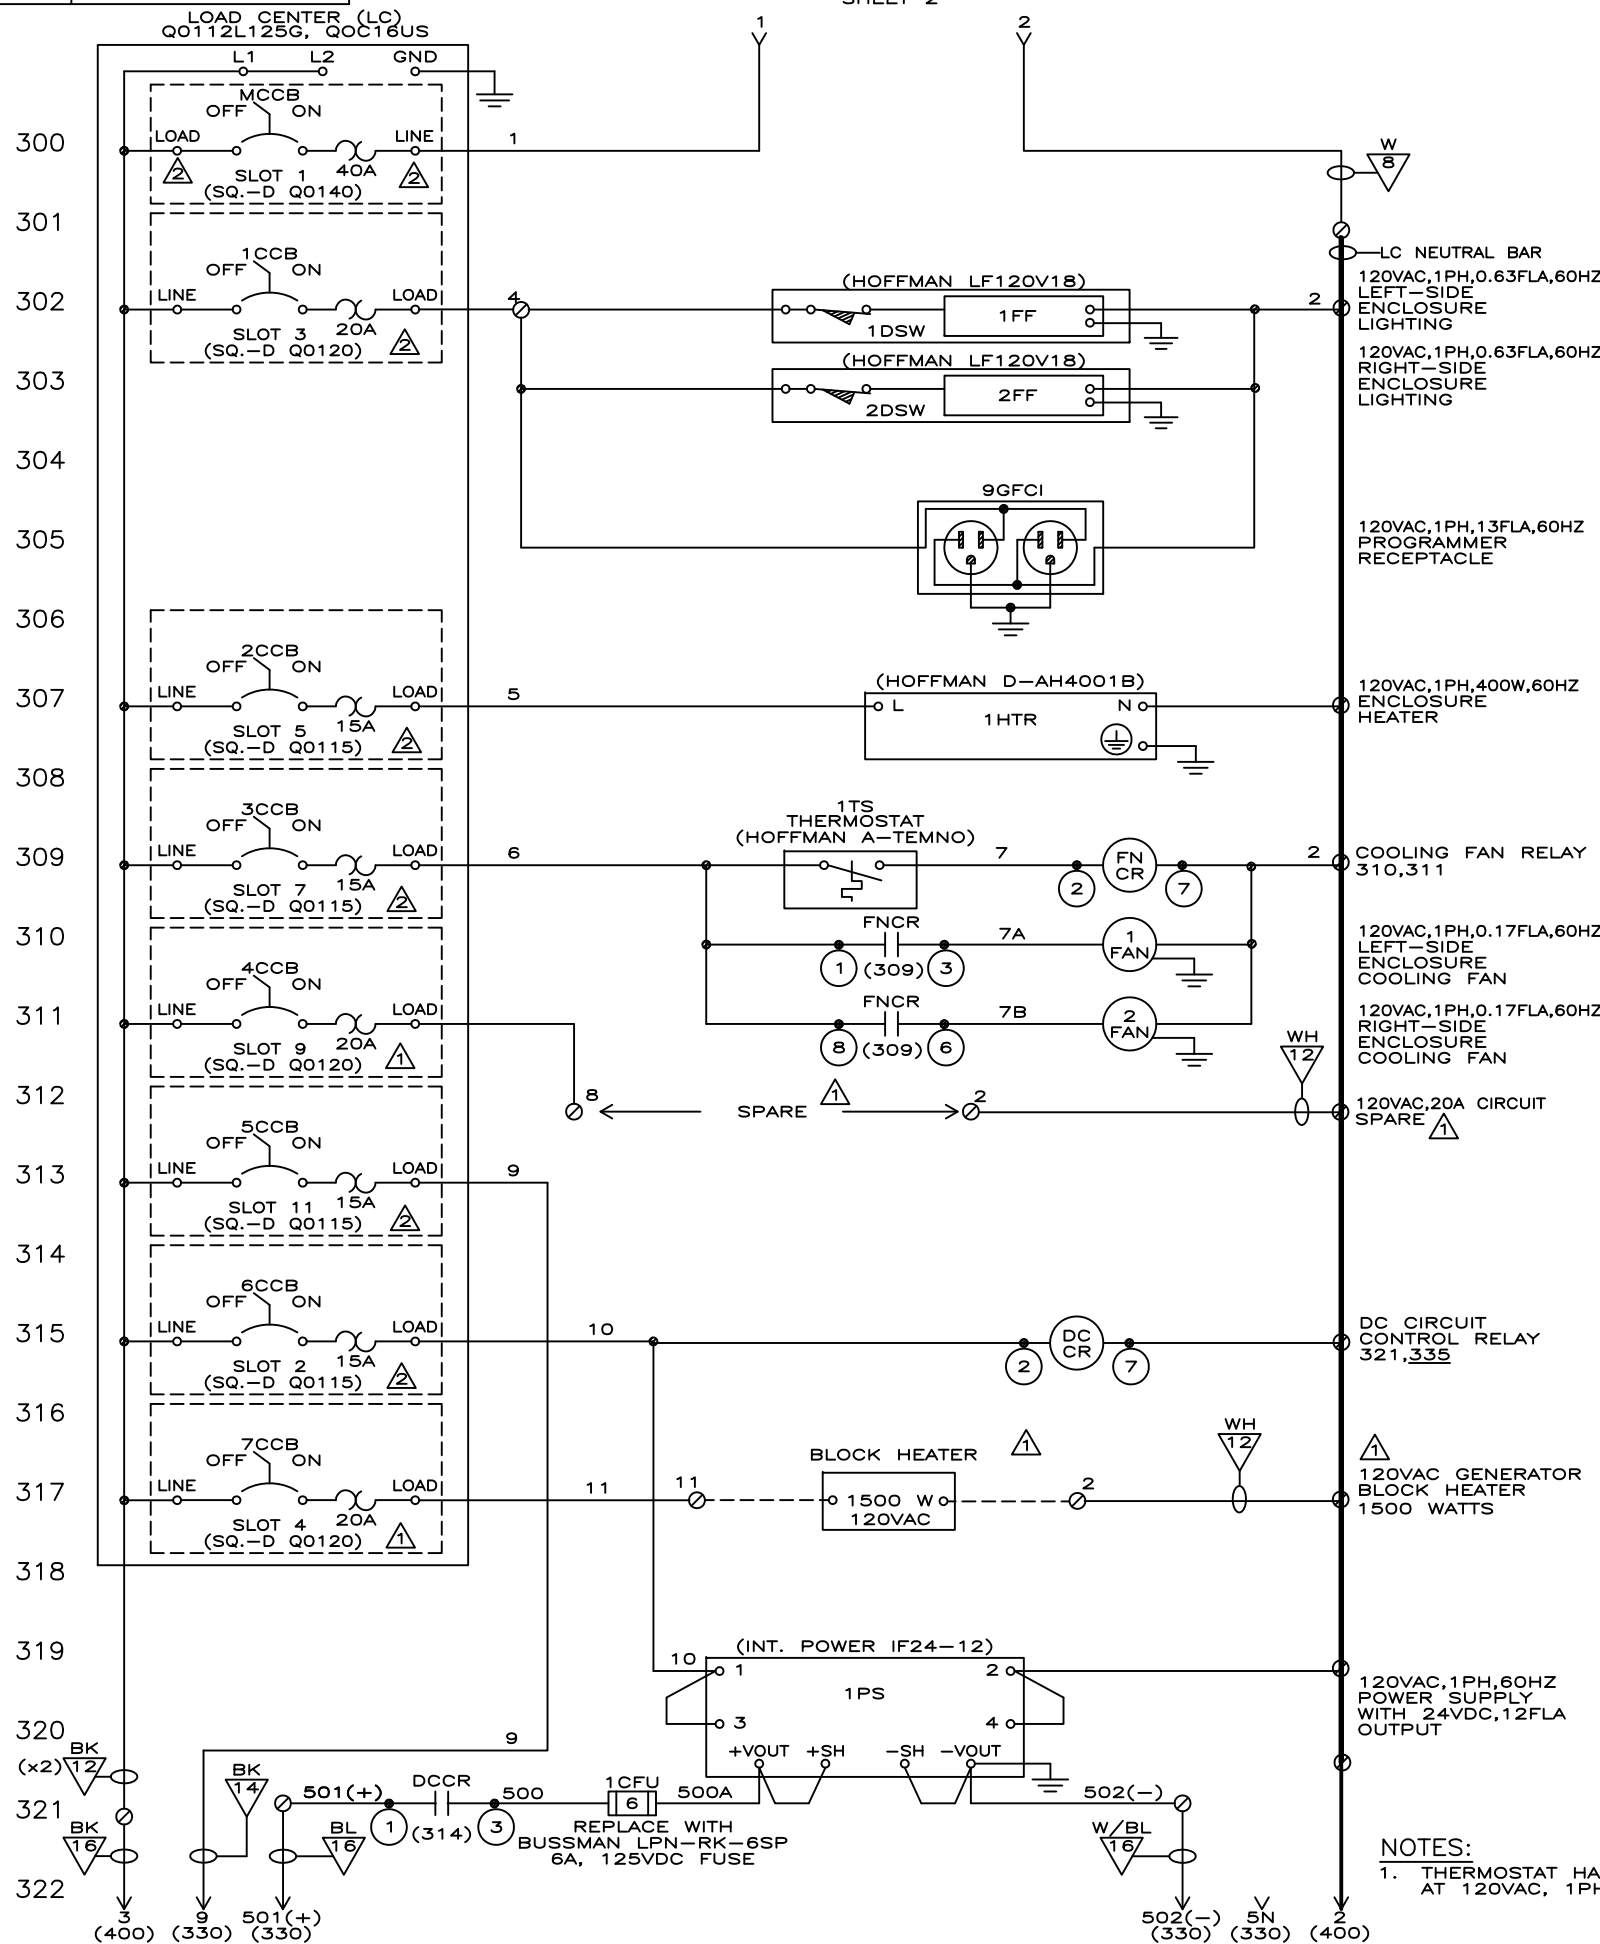 SHEET 2
LOAD CENTER (LC)
QO112L125G, QOC16US
L1
L2
GND
1
2
300
MCCB
OFF
ON
LOAD
LINE
2
40A
2
SLOT 1
(SQ.-D QO140)
1
W
8
301
1CCB
OFF
ON
LC NEUTRAL BAR
302
LINE
LOAD
20A
SLOT 3
(SQ.-D QO120)
2
4
(HOFFMAN LF120V18)
1DSW
1FF
2
120VAC,1PH,0.63FLA,60HZ
LEFT-SIDE
ENCLOSURE
LIGHTING
303
(HOFFMAN LF120V18)
2DSW
2FF
120VAC,1PH,0.63FLA,60HZ
RIGHT-SIDE
ENCLOSURE
LIGHTING
304
305
9GFCI
120VAC,1PH,13FLA,60HZ
PROGRAMMER
RECEPTACLE
306
2CCB
OFF
ON
307
LINE
LOAD
15A
SLOT 5
(SQ.-D QO115)
2
5
(HOFFMAN D-AH4001B)
L
1HTR
N
120VAC,1PH,400W,60HZ
ENCLOSURE
HEATER
308
3CCB
OFF
ON
309
LINE
LOAD
15A
SLOT 7
(SQ.-D QO115)
2
6
1TS
THERMOSTAT
(HOFFMAN A-TEMNO)
7
2
FN
CR
7
2
COOLING FAN RELAY
310,311
310
4CCB
OFF
ON
FNCR
1
(309)
3
7A
1
FAN
120VAC,1PH,0.17FLA,60HZ
LEFT-SIDE
ENCLOSURE
COOLING FAN
311
LINE
LOAD
20A
SLOT 9
(SQ.-D QO120)
1
FNCR
8
(309)
6
7B
2
FAN
120VAC,1PH,0.17FLA,60HZ
RIGHT-SIDE
ENCLOSURE
COOLING FAN
WH
12
312
8
SPARE
1
2
120VAC,20A CIRCUIT
SPARE
1
5CCB
OFF
ON
313
LINE
LOAD
15A
SLOT 11
(SQ.-D QO115)
2
9
314
6CCB
OFF
ON
315
LINE
LOAD
15A
SLOT 2
(SQ.-D QO115)
2
10
2
DC
CR
7
DC CIRCUIT
CONTROL RELAY
321,335
316
7CCB
OFF
ON
BLOCK HEATER
1
WH
12
1
317
LINE
LOAD
20A
SLOT 4
(SQ.-D QO120)
1
11
11
1500 W
120VAC
2
120VAC GENERATOR
BLOCK HEATER
1500 WATTS
318
319
(INT. POWER IF24-12)
10
1
2
1PS
3
4
120VAC,1PH,60HZ
POWER SUPPLY
WITH 24VDC,12FLA
OUTPUT
320
9
+VOUT
+SH
-SH
-VOUT
(x2)
BK
12
BK
14
321
501(+)
DCCR
1
(314)
3
500
1CFU
6
500A
REPLACE WITH
BUSSMAN LPN-RK-6SP
6A, 125VDC FUSE
502(-)
BK
16
BL
16
W/BL
16
322
3
(400)
9
(330)
501(+)
(330)
502(-)
(330)
5N
(330)
2
(400)
NOTES:
1. THERMOSTAT HA
AT 120VAC, 1PH